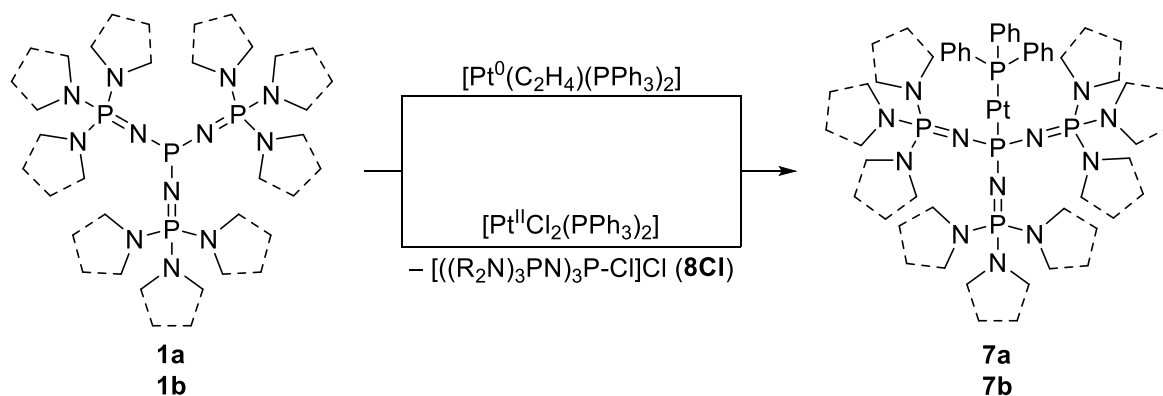 N N
N P N N P N
N P N
N
N P N
N
1a
1b
[Pt⁰(C₂H₄)(PPh₃)₂]
[PtᴵᴵCl₂(PPh₃)₂]
– [((R₂N)₃PN)₃P-Cl]Cl (8Cl)
Ph
Ph P Ph
N Pt N
N P N P N P N
N N N
N P N
N
7a
7b